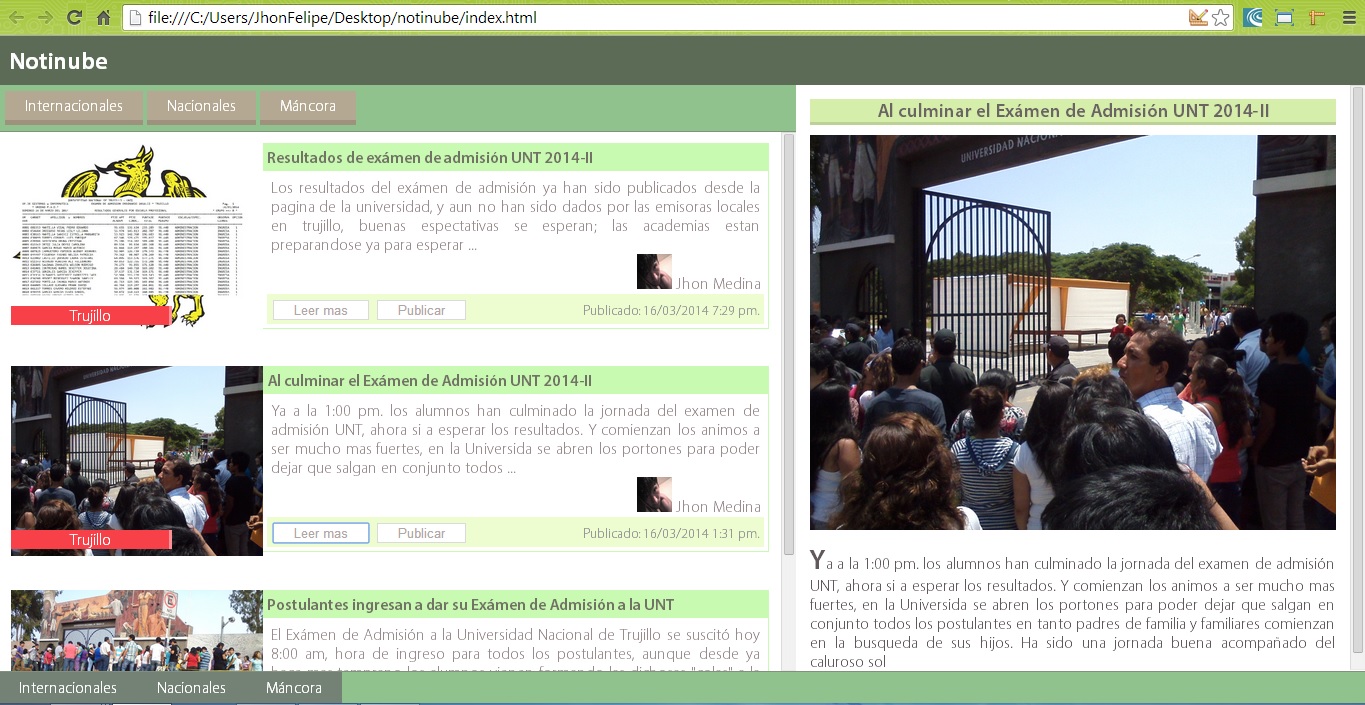 file:///C:/Users/JhonFelipe/Desktop/notinube/index.html
Notinube
Internacionales
Nacionales
Máncora
Resultados de exámen de admisión UNT 2014-II
Los resultados del exámen de admisión ya han sido publicados desde la
pagina de la universidad, y aun no han sido dados por las emisoras locales
en trujillo, buenas espectativas se esperan; las academias estan
preparandose ya para esperar ...
Jhon Medina
Trujillo
Leer mas
Publicar
Publicado: 16/03/2014 7:29 pm.
Al culminar el Exámen de Admisión UNT 2014-II
Ya a la 1:00 pm. los alumnos han culminado la jornada del examen de
admisión UNT, ahora si a esperar los resultados. Y comienzan los animos a
ser mucho mas fuertes, en la Universida se abren los portones para poder
dejar que salgan en conjunto todos ...
Jhon Medina
Trujillo
Leer mas
Publicar
Publicado: 16/03/2014 1:31 pm.
Postulantes ingresan a dar su Exámen de Admisión a la UNT
El Exámen de Admisión a la Universidad Nacional de Trujillo se suscitó hoy
8:00 am, hora de ingreso para todos los postulantes, aunque desde ya
Al culminar el Exámen de Admisión UNT 2014-II
UNIVERSIDAD NACIONA
Ya a la 1:00 pm. los alumnos han culminado la jornada del examen de admisión
UNT, ahora si a esperar los resultados. Y comienzan los animos a ser mucho mas
fuertes, en la Universida se abren los portones para poder dejar que salgan en
conjunto todos los postulantes en tanto padres de familia y familiares comienzan
en la busqueda de sus hijos. Ha sido una jornada buena acompañado del
caluroso sol
Internacionales
Nacionales
Máncora